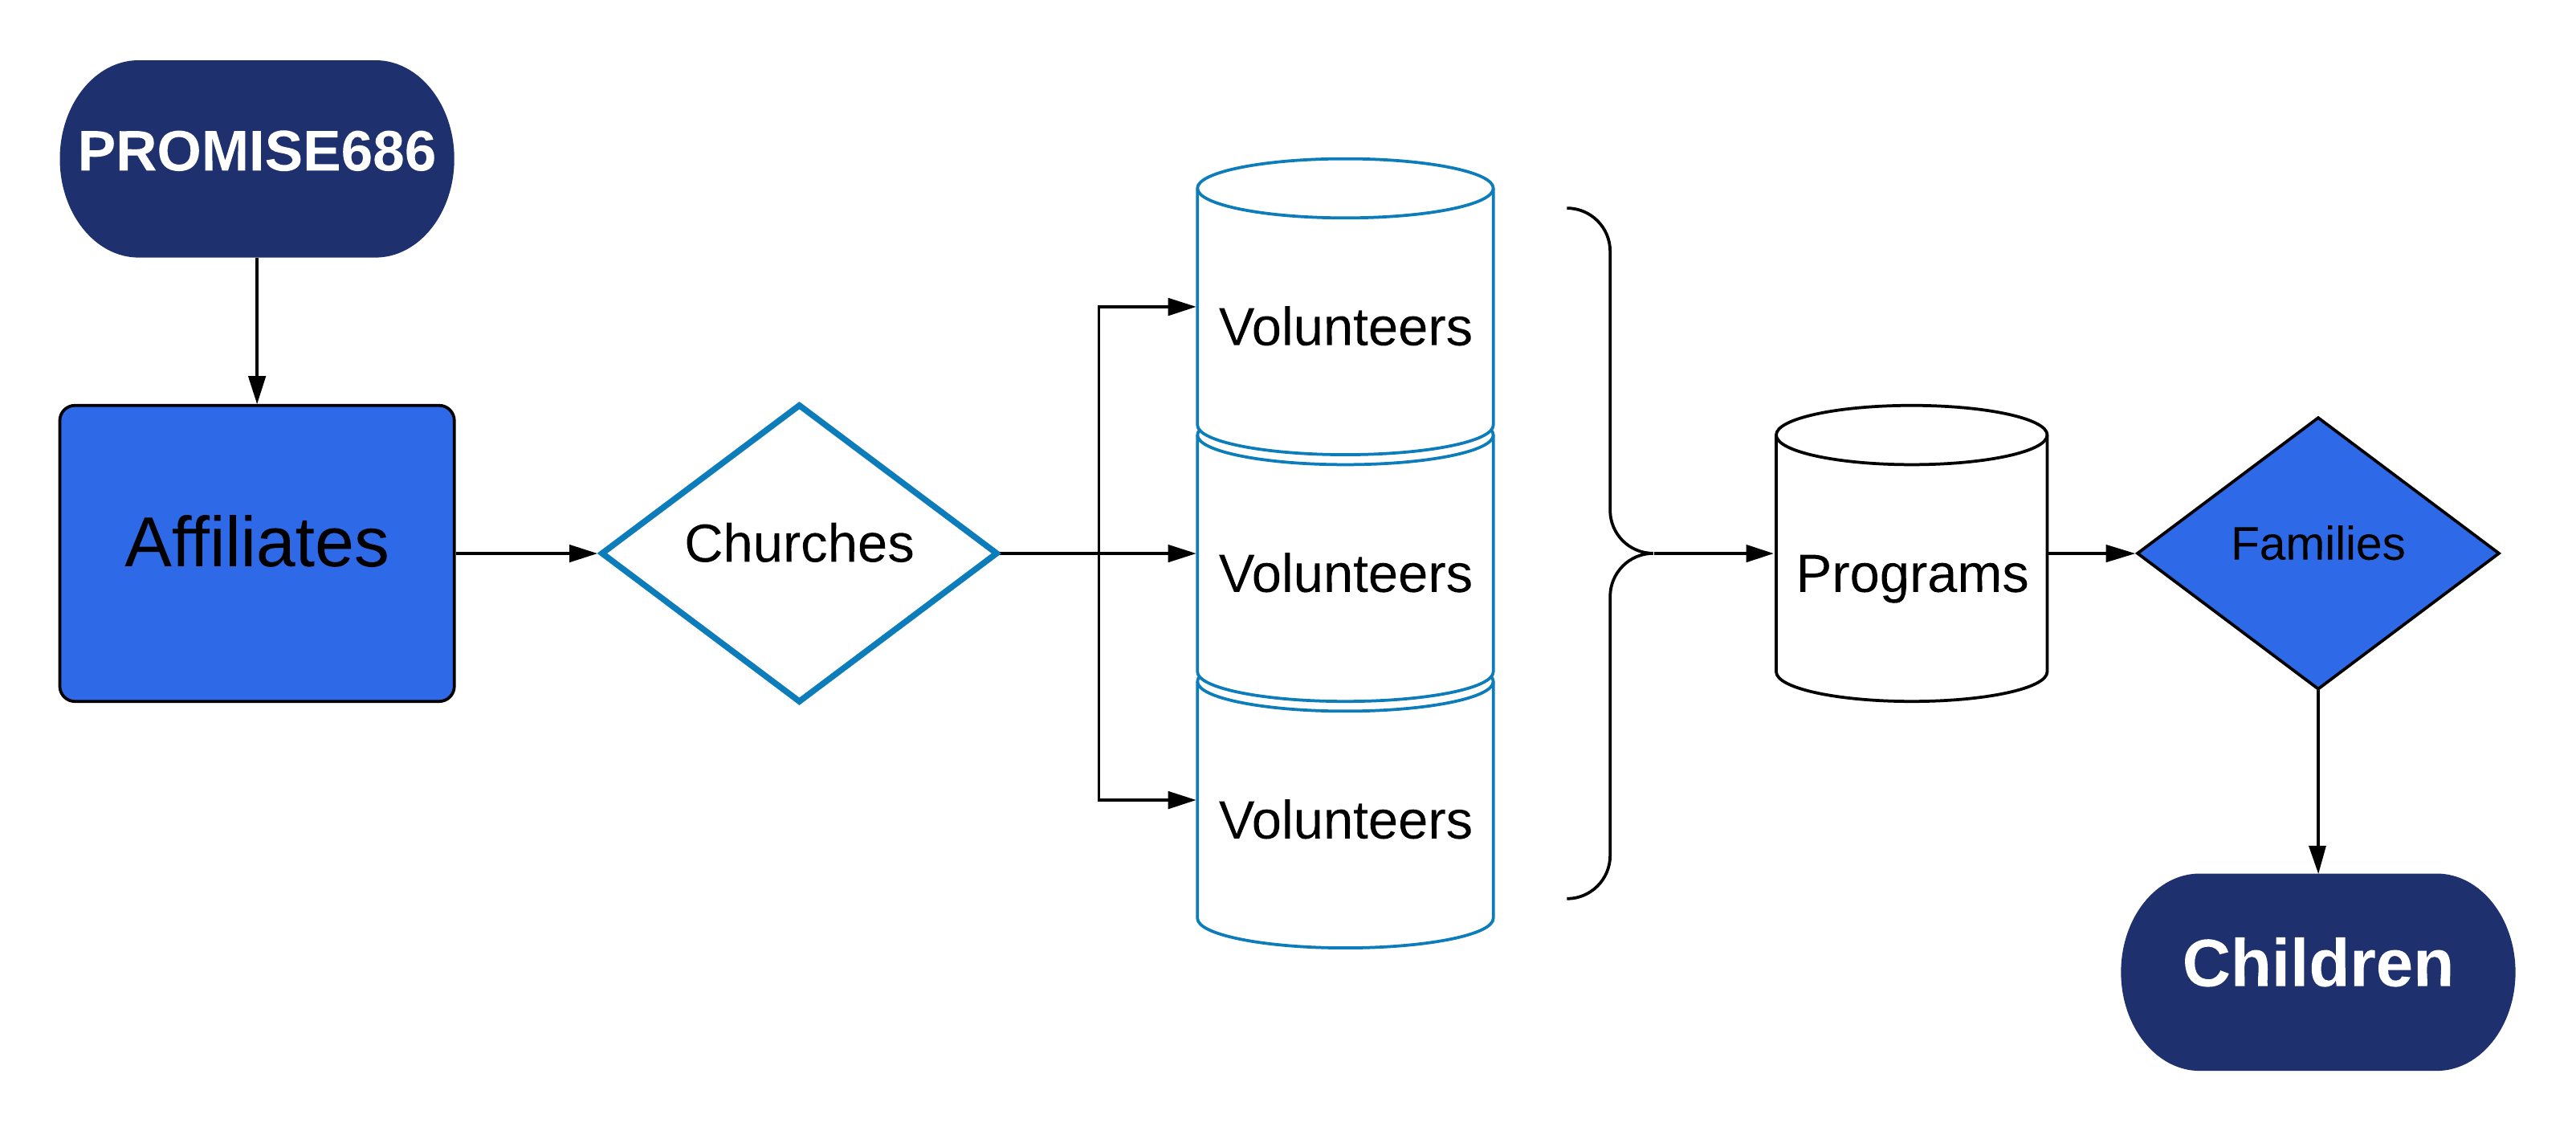 PROMISE686
Affiliates
Churches
Volunteers
Volunteers
Volunteers
Programs
Families
Children